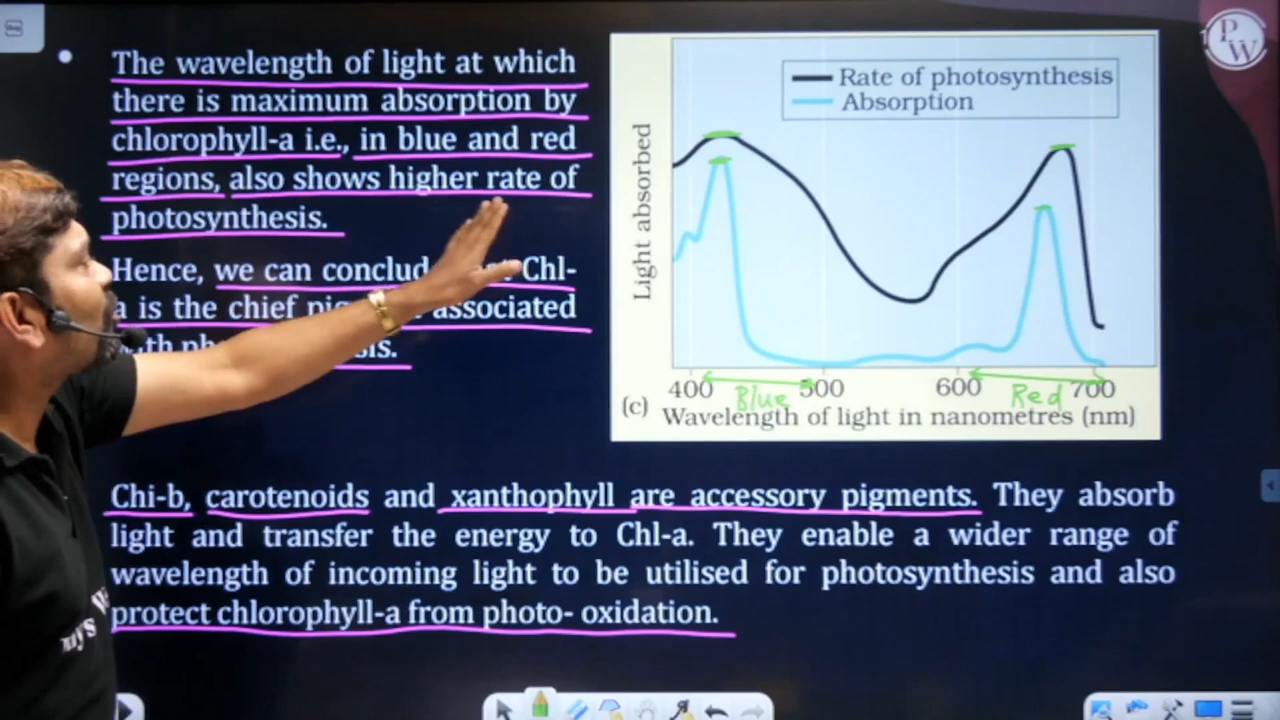 The wavelength of light at which
there is maximum absorption by
chlorophyll-a i.e., in blue and red
regions, also shows higher rate of
photosynthesis.
Hence, we can Chl-
a is the chief associated
Rate of photosynthesis
Absorption
Light absorbed
400 500 600 700
Blue Red
(c) Wavelength of light in nanometres (nm)
Chi-b, carotenoids and xanthophyll are accessory pigments. They absorb
light and transfer the energy to Chl-a. They enable a wider range of
wavelength of incoming light to be utilised for photosynthesis and also
protect chlorophyll-a from photo- oxidation.
P
W